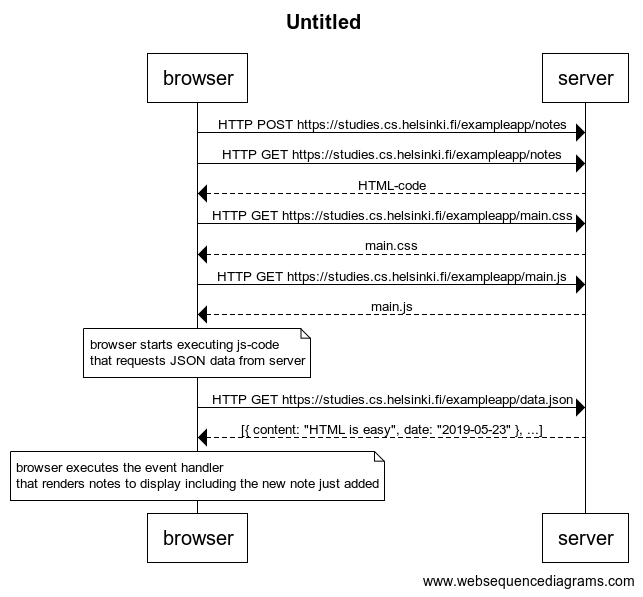 Untitled
browser
server
HTTP POST https://studies.cs.helsinki.fi/exampleapp/notes
HTTP GET https://studies.cs.helsinki.fi/exampleapp/notes
HTML-code
HTTP GET https://studies.cs.helsinki.fi/exampleapp/main.css
main.css
HTTP GET https://studies.cs.helsinki.fi/exampleapp/main.js
main.js
browser starts executing js-code
that requests JSON data from server
HTTP GET https://studies.cs.helsinki.fi/exampleapp/data.json
[{ content: "HTML is easy", date: "2019-05-23" }, ...]
browser executes the event handler
that renders notes to display including the new note just added
browser
server
www.websequencediagrams.com